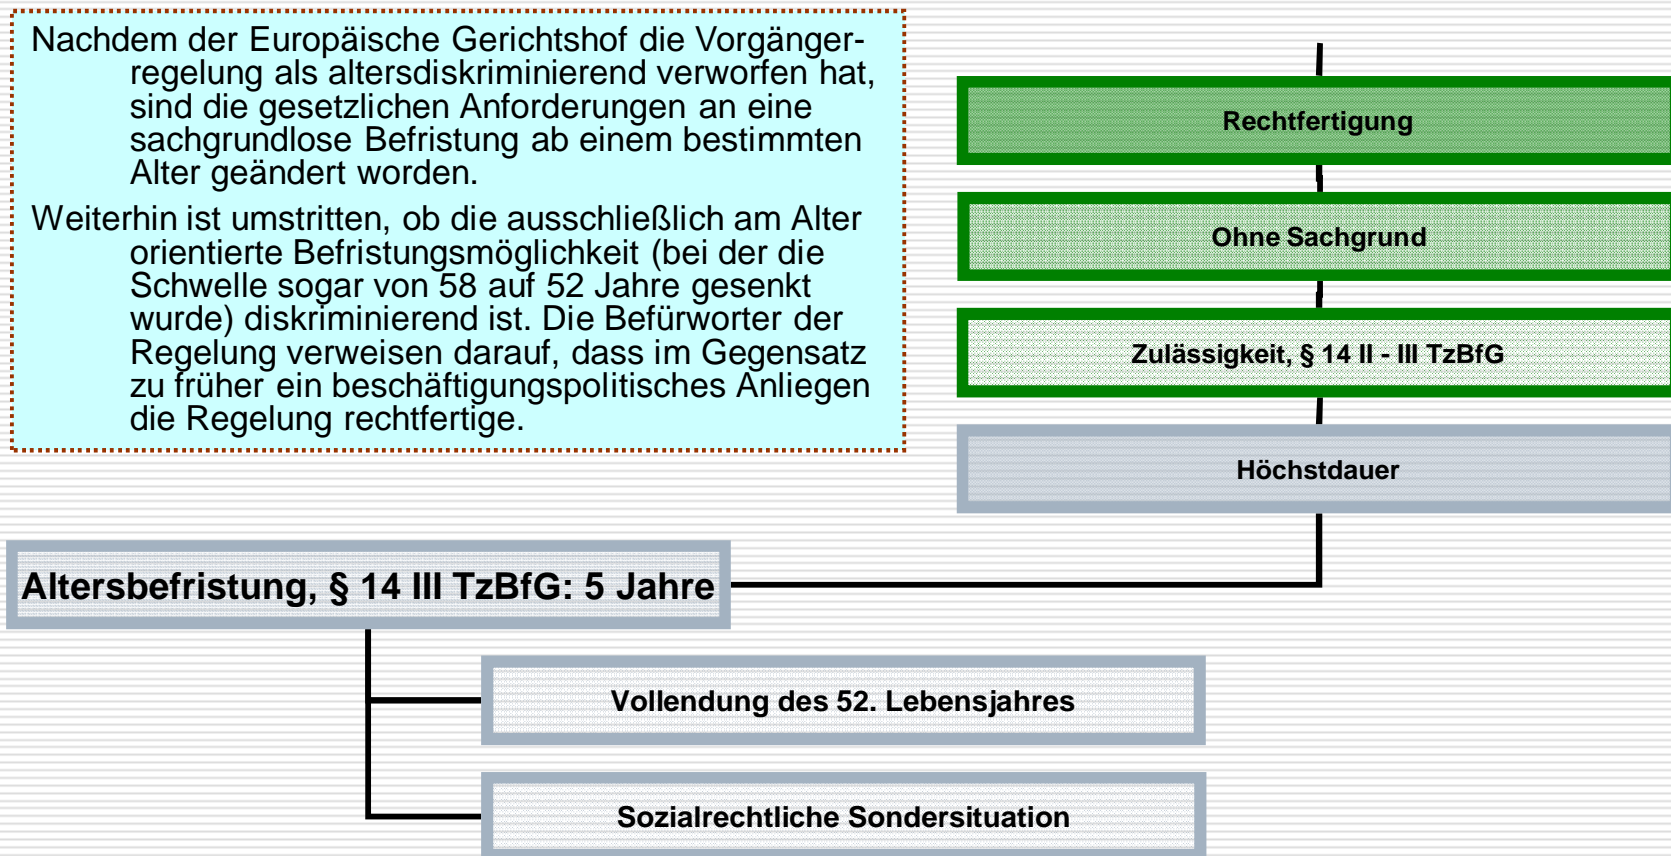 Nachdem der Europäische Gerichtshof die Vorgänger-
regelung als altersdiskriminierend verworfen hat,
sind die gesetzlichen Anforderungen an eine
sachgrundlose Befristung ab einem bestimmten
Alter geändert worden.
Weiterhin ist umstritten, ob die ausschließlich am Alter
orientierte Befristungsmöglichkeit (bei der die
Schwelle sogar von 58 auf 52 Jahre gesenkt
wurde) diskriminierend ist. Die Befürworter der
Regelung verweisen darauf, dass im Gegensatz
zu früher ein beschäftigungspolitisches Anliegen
die Regelung rechtfertige.
Rechtfertigung
Ohne Sachgrund
Zulässigkeit, § 14 II - III TzBfG
Höchstdauer
Altersbefristung, § 14 III TzBfG: 5 Jahre
Vollendung des 52. Lebensjahres
Sozialrechtliche Sondersituation